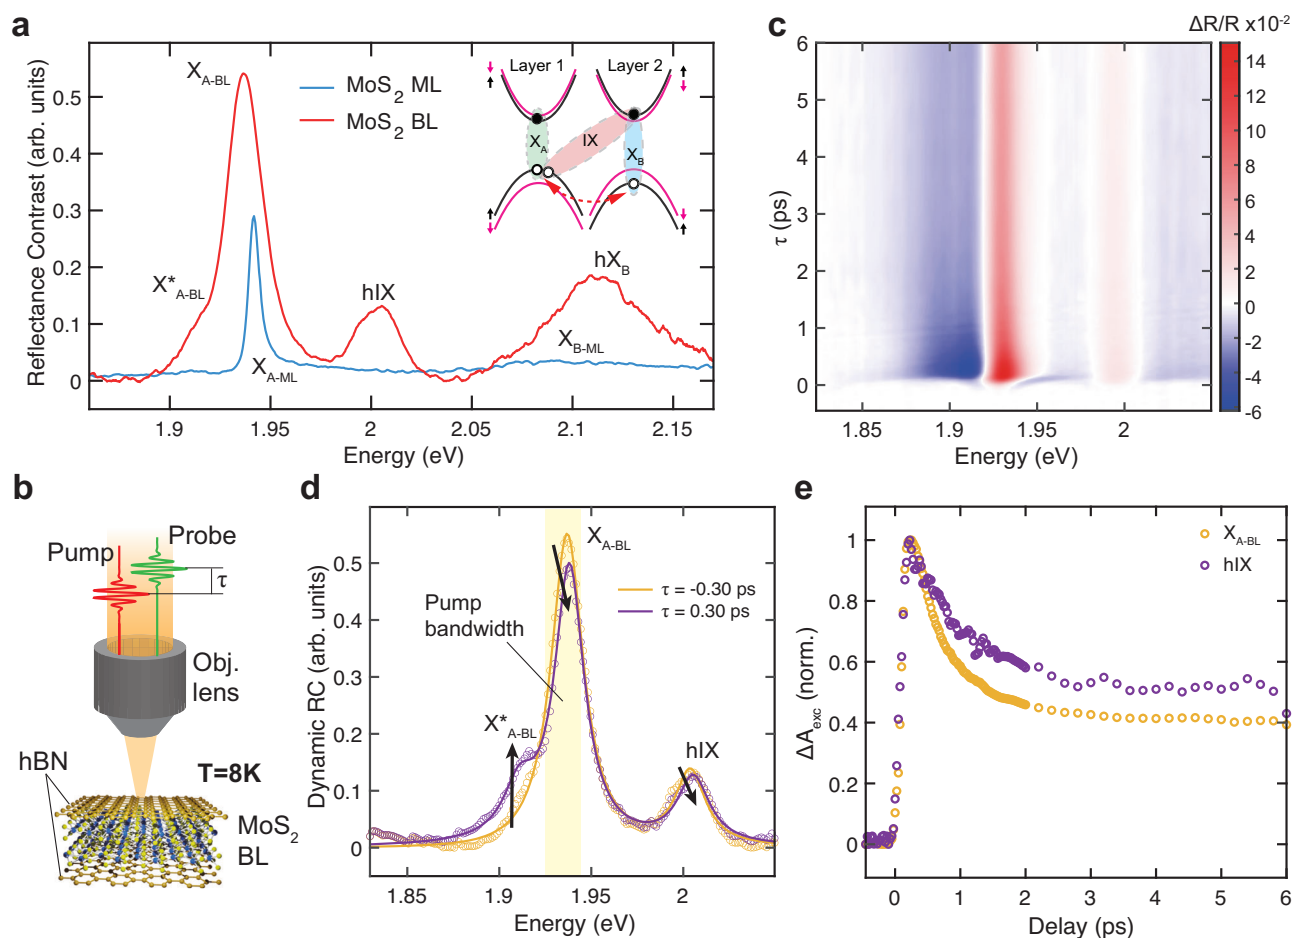 a
Reflectance Contrast (arb. units)
0.5
0.4
0.3
0.2
0.1
0
1.9
1.95
2
2.05
2.1
2.15
Energy (eV)
X_A-BL
X*_A-BL
X_A-ML
hIX
hX_B
X_B-ML
MoS₂ ML
MoS₂ BL
Layer 1
Layer 2
X_A
IX
X_B
c
ΔR/R x10⁻²
τ (ps)
6
5
4
3
2
1
0
1.85
1.9
1.95
2
Energy (eV)
14
12
10
8
6
4
2
0
-2
-4
-6
b
Probe
Pump
τ
Obj.
lens
hBN
T=8K
MoS₂
BL
d
Dynamic RC (arb. units)
0.5
0.4
0.3
0.2
0.1
0
1.85
1.9
1.95
2
Energy (eV)
X_A-BL
τ = -0.30 ps
τ = 0.30 ps
Pump
bandwidth
X*_A-BL
hIX
e
ΔA_exc (norm.)
1
0.8
0.6
0.4
0.2
0
0
1
2
3
4
5
6
Delay (ps)
X_A-BL
hIX